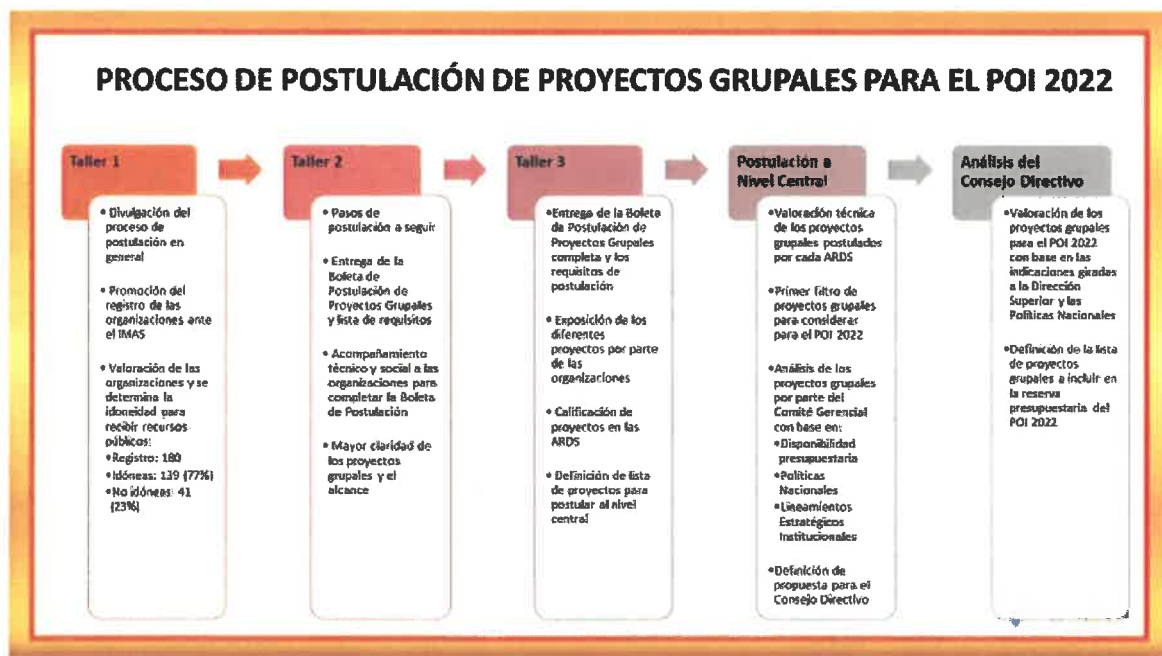 PROCESO DE POSTULACIÓN DE PROYECTOS GRUPALES PARA EL POI 2022
Taller 1
• Divulgación del
proceso de
postulación en
general
• Promoción del
registro de las
organizaciones ante
el IMAS
• Valoración de las
organizaciones y se
determina la
idoneidad para
recibir recursos
públicos:
•Registro: 180
•Idóneas: 139 (77%)
•No idóneas: 41
(23%)
Taller 2
• Pasos de
postulación a seguir
• Entrega de la
Boleta de
Postulación de
Proyectos Grupales
y lista de requisitos
• Acompañamiento
técnico y social a las
organizaciones para
completar la Boleta
de Postulación
• Mayor claridad de
los proyectos
grupales y el
alcance
Taller 3
•Entrega de la Boleta
de Postulación de
Proyectos Grupales
completa y los
requisitos de
postulación
• Exposición de los
diferentes
proyectos por parte
de las
organizaciones
• Calificación de
proyectos en las
ARDS
• Definición de lista
de proyectos para
postular al nivel
central
Postulación a
Nivel Central
•Valoración técnica
de los proyectos
grupales postulados
por cada ARDS
•Primer filtro de
proyectos grupales
para considerar
para el POI 2022
•Análisis de los
proyectos grupales
por parte del
Comité Gerencial
con base en:
•Disponibilidad
presupuestaria
•Políticas
Nacionales
•Lineamientos
Estratégicos
Institucionales
•Definición de
propuesta para el
Consejo Directivo
Análisis del
Consejo Directivo
•Valoración de los
proyectos grupales
para el POI 2022
con base en las
indicaciones giradas
a la Dirección
Superior y las
Políticas Nacionales
•Definición de la lista
de proyectos
grupales a incluir en
la reserva
presupuestaria del
POI 2022